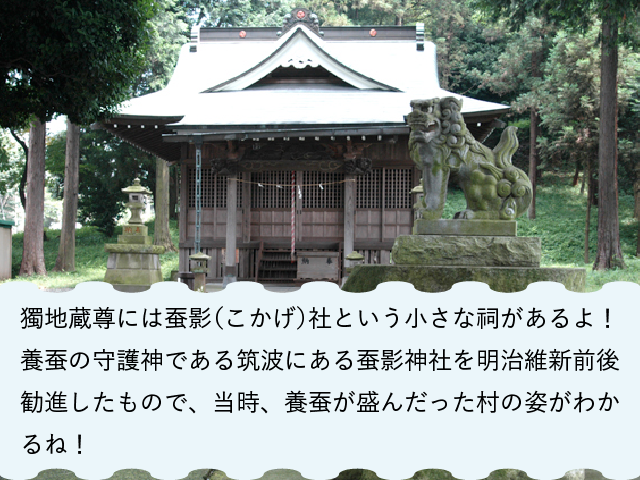 獨地蔵尊には蚕影(こかげ)社という小さな祠があるよ！
養蚕の守護神である筑波にある蚕影神社を明治維新前後
勧進したもので、当時、養蚕が盛んだった村の姿がわか
るね！